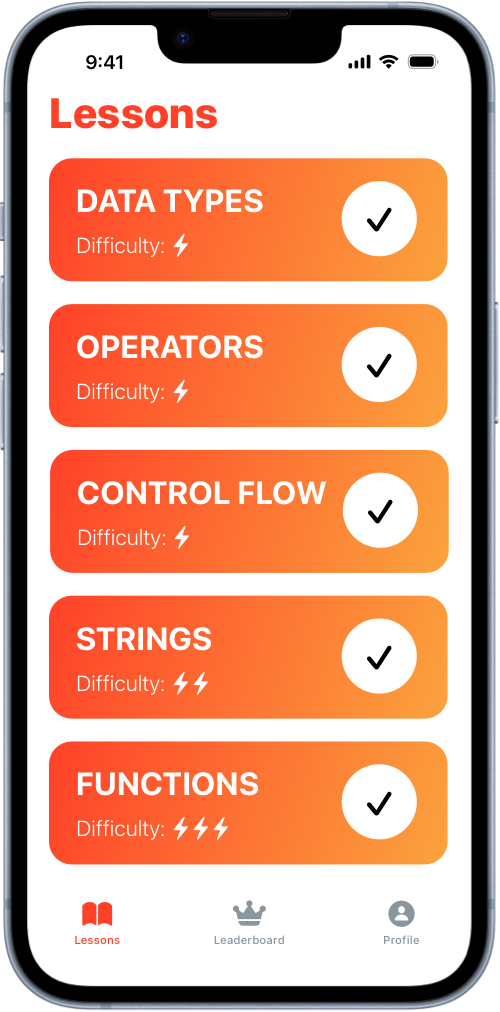 9:41
Lessons
DATA TYPES
Difficulty:
OPERATORS
Difficulty:
CONTROL FLOW
Difficulty:
STRINGS
Difficulty:
FUNCTIONS
Difficulty:
Lessons Leaderboard Profile